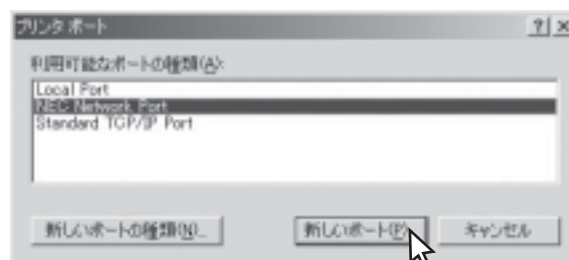 プリンタ ポート
利用可能なポートの種類(A):
Local Port
NEC Network Port
Standard TCP/IP Port
新しいポートの種類(N)...
新しいポート(P)
キャンセル